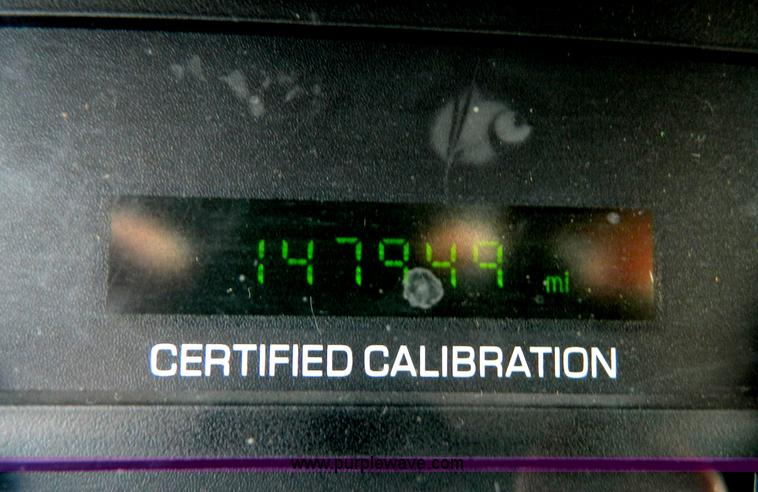 147949 mi
CERTIFIED CALIBRATION
www.purplewave.com